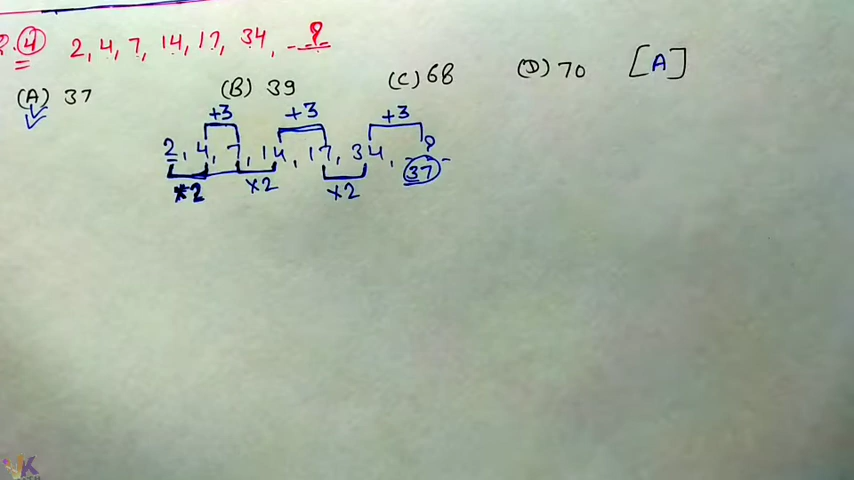 Q.4 2, 4, 7, 14, 17, 34, - ?
(A) 37 (B) 39 (C) 68 (D) 70 [A]
+3 +3 +3
2, 4, 7, 14, 17, 34, ?
37
×2 ×2 ×2